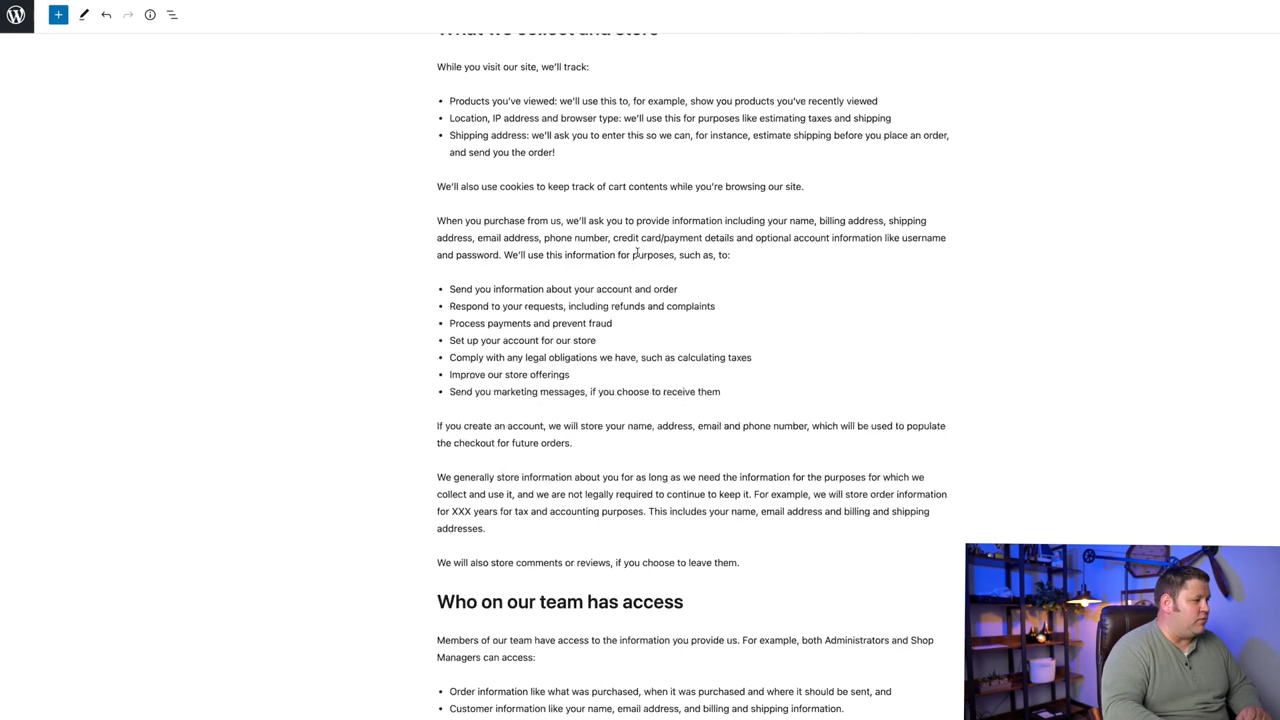 What we collect and store
While you visit our site, we'll track:
• Products you've viewed: we'll use this to, for example, show you products you've recently viewed
• Location, IP address and browser type: we'll use this for purposes like estimating taxes and shipping
• Shipping address: we'll ask you to enter this so we can, for instance, estimate shipping before you place an order,
and send you the order!
We'll also use cookies to keep track of cart contents while you're browsing our site.
When you purchase from us, we'll ask you to provide information including your name, billing address, shipping
address, email address, phone number, credit card/payment details and optional account information like username
and password. We'll use this information for purposes, such as, to:
• Send you information about your account and order
• Respond to your requests, including refunds and complaints
• Process payments and prevent fraud
• Set up your account for our store
• Comply with any legal obligations we have, such as calculating taxes
• Improve our store offerings
• Send you marketing messages, if you choose to receive them
If you create an account, we will store your name, address, email and phone number, which will be used to populate
the checkout for future orders.
We generally store information about you for as long as we need the information for the purposes for which we
collect and use it, and we are not legally required to continue to keep it. For example, we will store order information
for XXX years for tax and accounting purposes. This includes your name, email address and billing and shipping
addresses.
We will also store comments or reviews, if you choose to leave them.
Who on our team has access
Members of our team have access to the information you provide us. For example, both Administrators and Shop
Managers can access:
• Order information like what was purchased, when it was purchased and where it should be sent, and
• Customer information like your name, email address, and billing and shipping information.